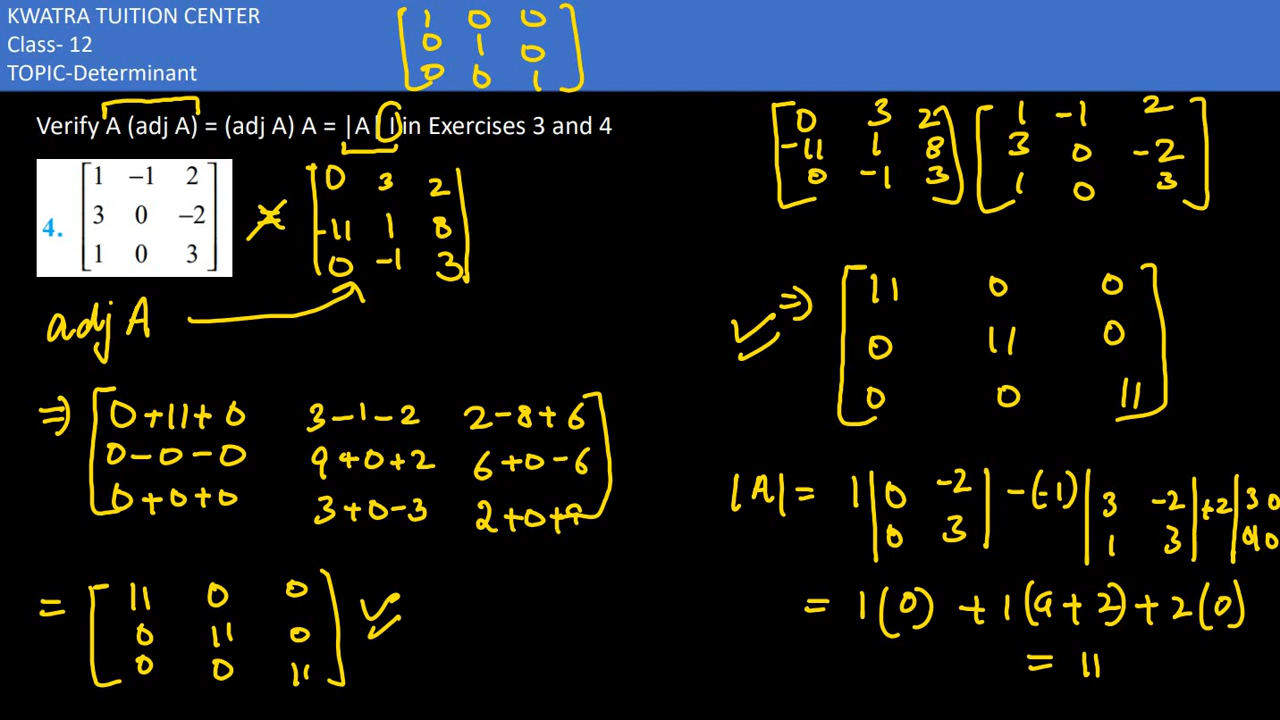 KWATRA TUITION CENTER
Class- 12
TOPIC-Determinant
1 0 0
0 1 0
0 0 1
Verify A (adj A) = (adj A) A = |A| I in Exercises 3 and 4
4. [1 −1 2
3 0 −2
1 0 3]
×
|0 3 2
-11 1 8
0 -1 3|
adj A
=> [0+11+0 3-1-2 2-8+6
0-0-0 9+0+2 6+0-6
0+0+0 3+0-3 2+0+9]
= [11 0 0
0 11 0
0 0 11]
[0 3 2] [1 -1 2]
[-11 1 8] [3 0 -2]
[0 -1 3] [1 0 3]
=> [11 0 0
0 11 0
0 0 11]
|A| = 1 |0 -2| -(-1) |3 -2| +2 |3 0|
|0 3| |1 3|
= 1(0) + 1(9+2) + 2(0)
= 11